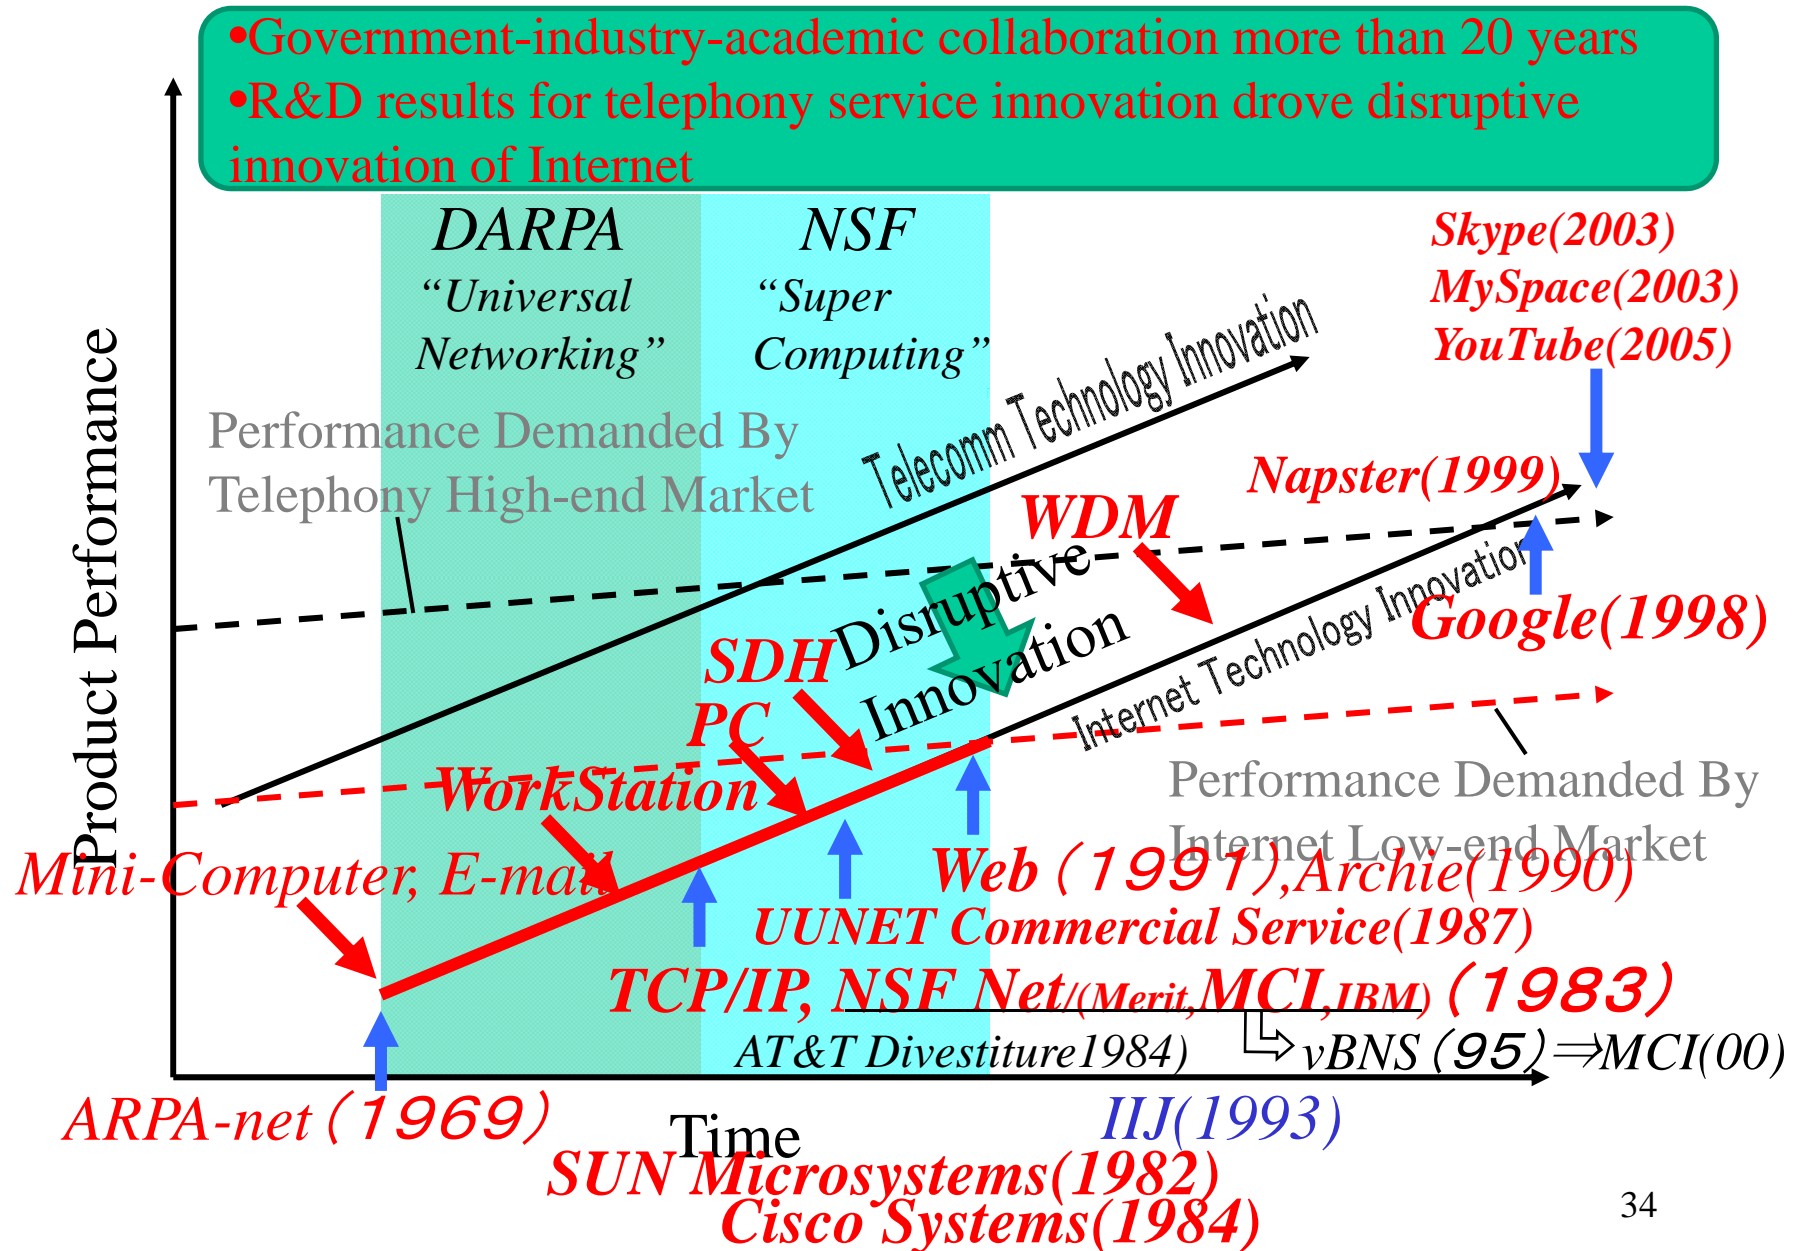 •Government-industry-academic collaboration more than 20 years
•R&D results for telephony service innovation drove disruptive
innovation of Internet
DARPA
“Universal
Networking”
NSF
“Super
Computing”
Skype(2003)
MySpace(2003)
YouTube(2005)
Product Performance
Performance Demanded By
Telephony High-end Market
Telecomm Technology Innovation
Napster(1999)
WDM
Disruptive
Innovation
Internet Technology Innovation
Google(1998)
SDH
PC
WorkStation
Performance Demanded By
Internet Low-end Market
Mini-Computer, E-mail
Web（1991）,Archie(1990)
UUNET Commercial Service(1987)
TCP/IP, NSF Net/(Merit,MCI,IBM)（1983）
AT&T Divestiture1984)
vBNS（95）⇒MCI(00)
ARPA-net（1969）
Time
IIJ(1993)
SUN Microsystems(1982)
Cisco Systems(1984)
34